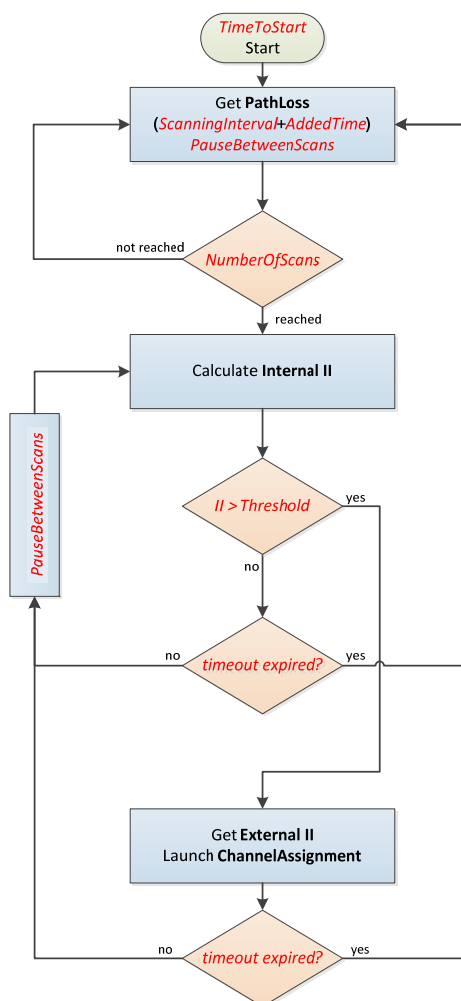 TimeToStart
Start
Get PathLoss
(ScanningInterval+AddedTime)
PauseBetweenScans
not reached
NumberOfScans
reached
Calculate Internal II
PauseBetweenScans
II > Threshold
yes
no
no
timeout expired?
yes
Get External II
Launch ChannelAssignment
no
timeout expired?
yes